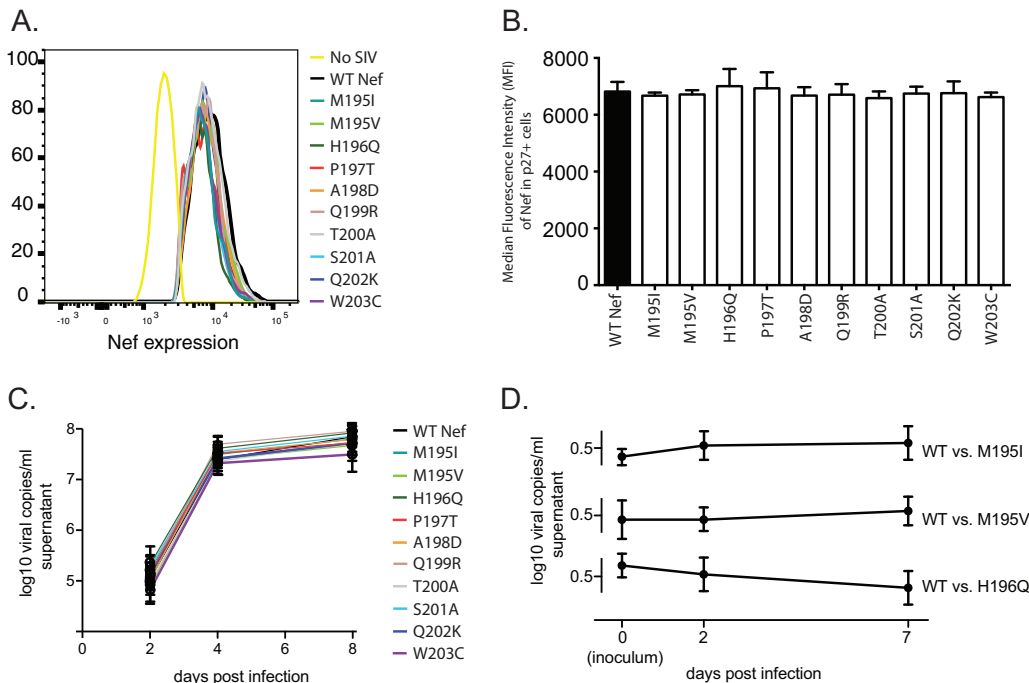 A.
100
80
60
40
20
0
-10 3
0
10 3
10 4
10 5
Nef expression
No SIV
WT Nef
M195I
M195V
H196Q
P197T
A198D
Q199R
T200A
S201A
Q202K
W203C
B.
Median Fluorescence Intensity (MFI)
of Nef in p27+ cells
8000
6000
4000
2000
0
WT Nef
M195I
M195V
H196Q
P197T
A198D
Q199R
T200A
S201A
Q202K
W203C
C.
log10 viral copies/ml
supernatant
8
7
6
5
0
2
4
6
8
days post infection
WT Nef
M195I
M195V
H196Q
P197T
A198D
Q199R
T200A
S201A
Q202K
W203C
D.
log10 viral copies/ml
supernatant
0.5
WT vs. M195I
0.5
WT vs. M195V
0.5
WT vs. H196Q
0
2
7
(inoculum)
days post infection